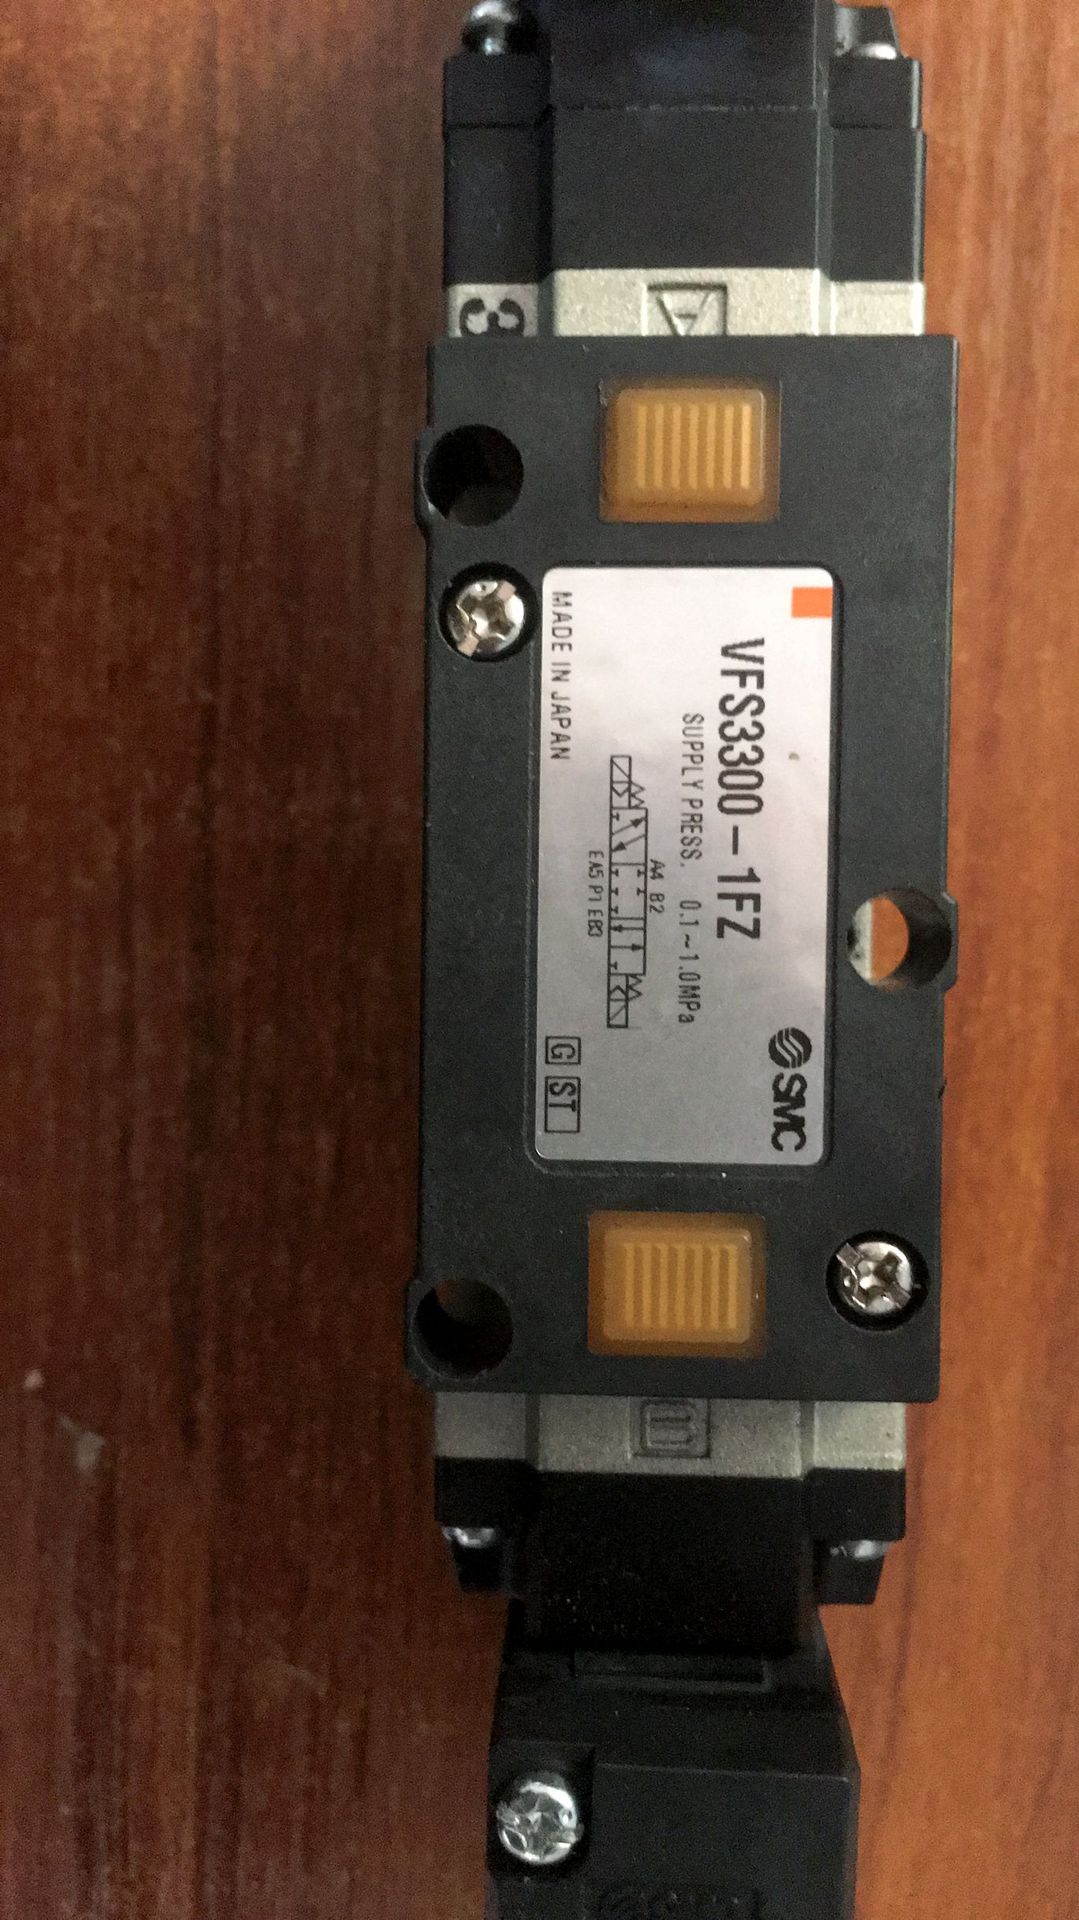 3
A
VFS3300-1FZ
SUPPLY PRESS. 0.1~1.0MPa
A4 B2
EA5 P1 EB3
MADE IN JAPAN
G ST
SMC